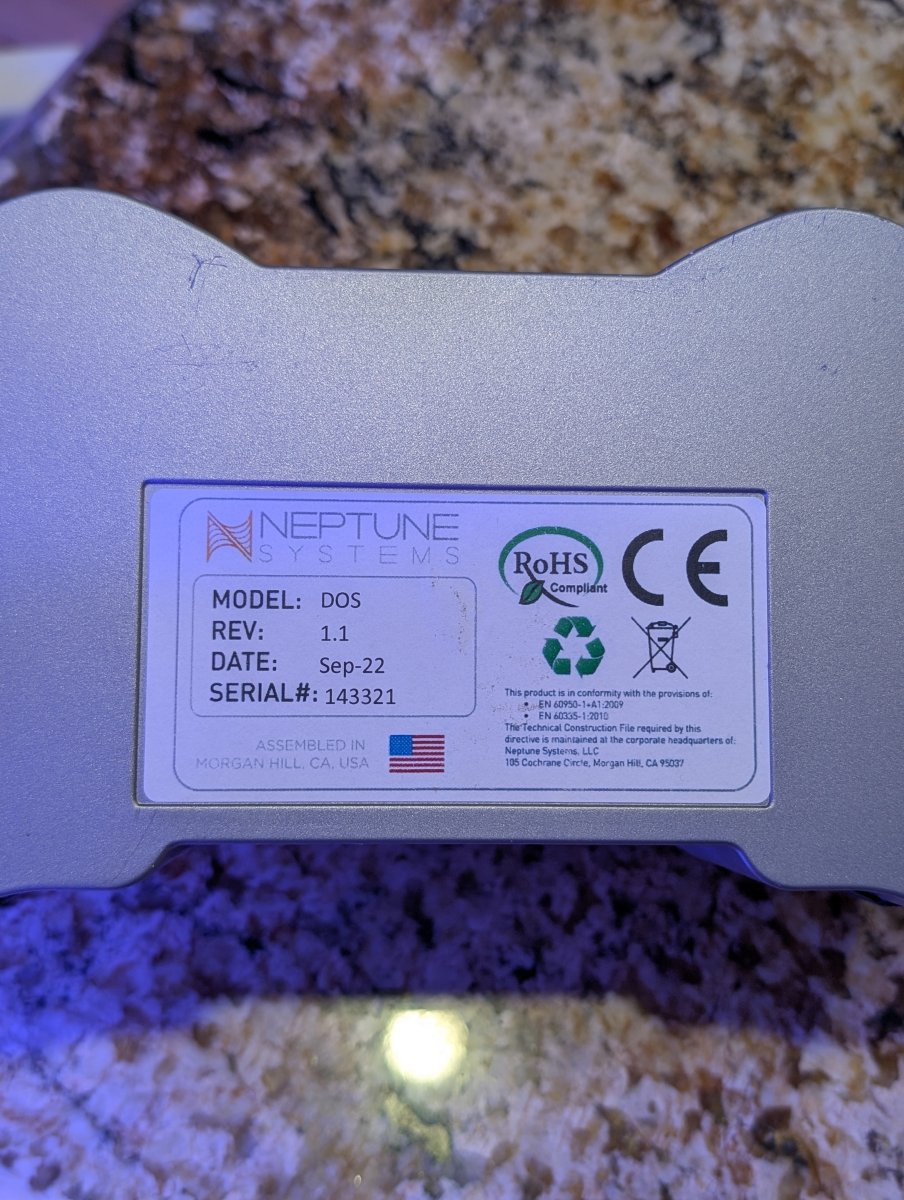 NEPTUNE
SYSTEMS
MODEL: DOS
REV: 1.1
DATE: Sep-22
SERIAL#: 143321
ASSEMBLED IN
MORGAN HILL, CA, USA
RoHS
Compliant
CE
This product is in conformity with the provisions of:
• EN 60950-1+A1:2009
• EN 60335-1:2010
The Technical Construction File required by this
directive is maintained at the corporate headquarters of:
Neptune Systems, LLC
105 Cochrane Circle, Morgan Hill, CA 95037